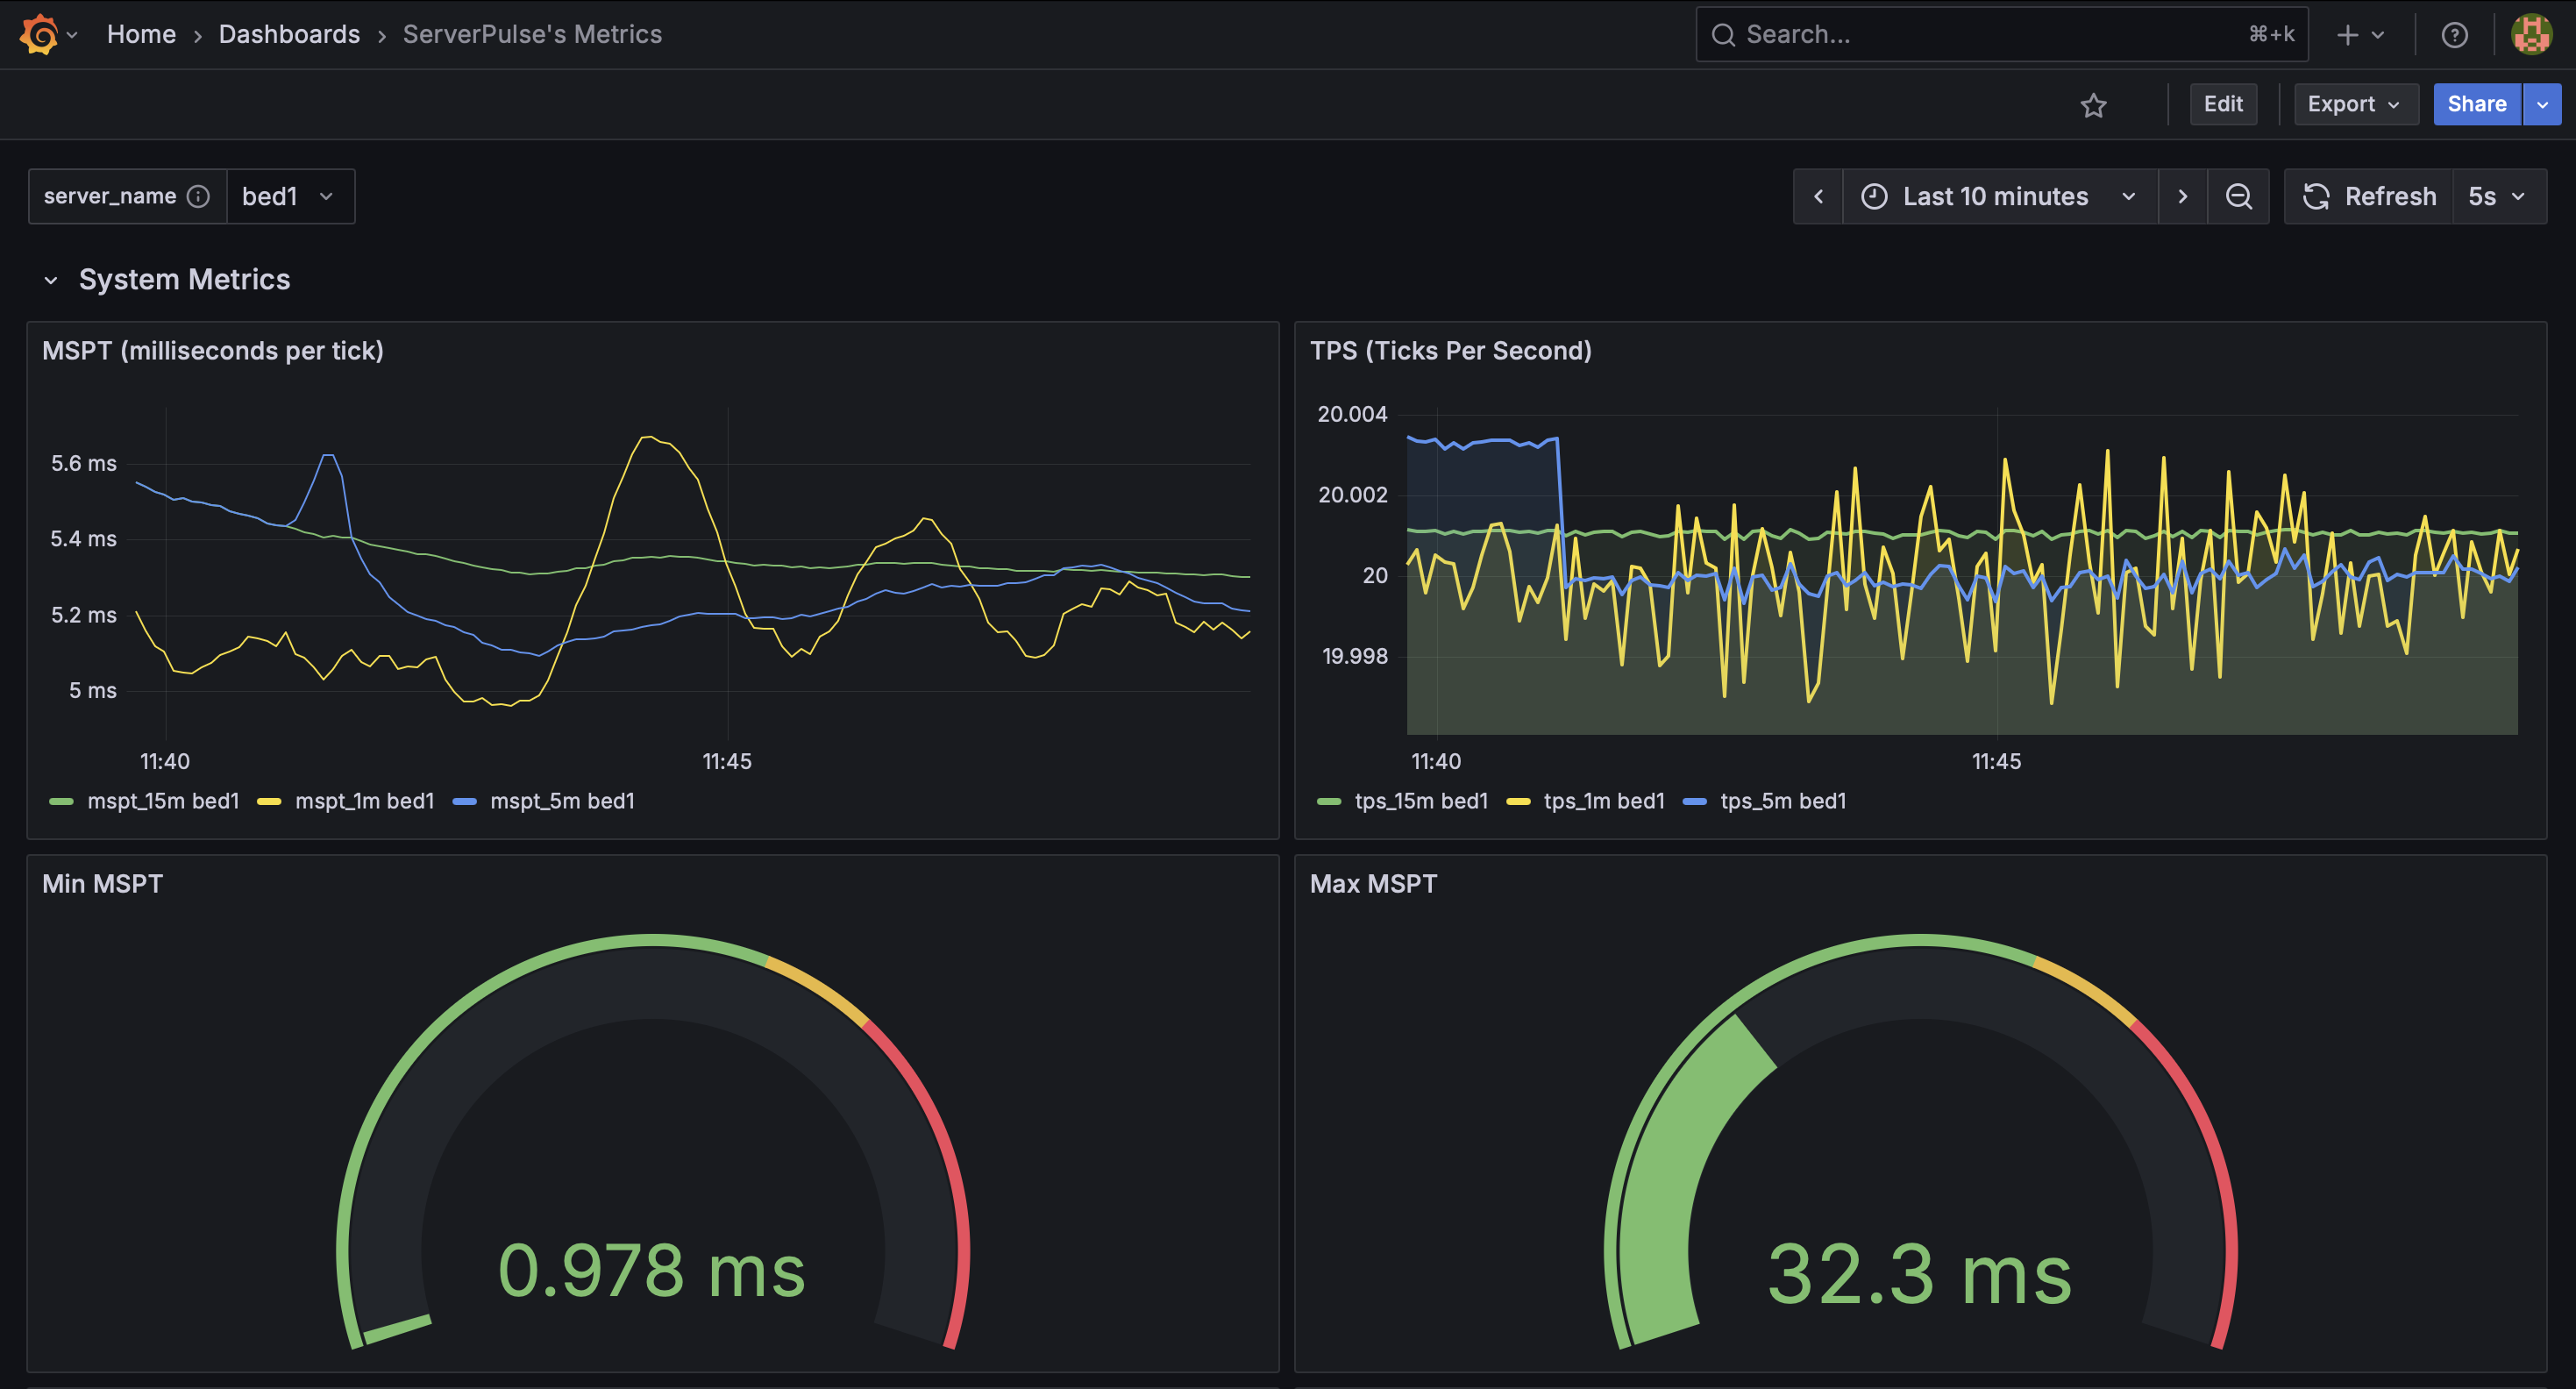 Home › Dashboards › ServerPulse's Metrics
Search... ⌘+k
Edit Export Share
server_name bed1
Last 10 minutes Refresh 5s
System Metrics
MSPT (milliseconds per tick)
5.6 ms
5.4 ms
5.2 ms
5 ms
11:40 11:45
mspt_15m bed1 mspt_1m bed1 mspt_5m bed1
TPS (Ticks Per Second)
20.004
20.002
20
19.998
11:40 11:45
tps_15m bed1 tps_1m bed1 tps_5m bed1
Min MSPT
0.978 ms
Max MSPT
32.3 ms